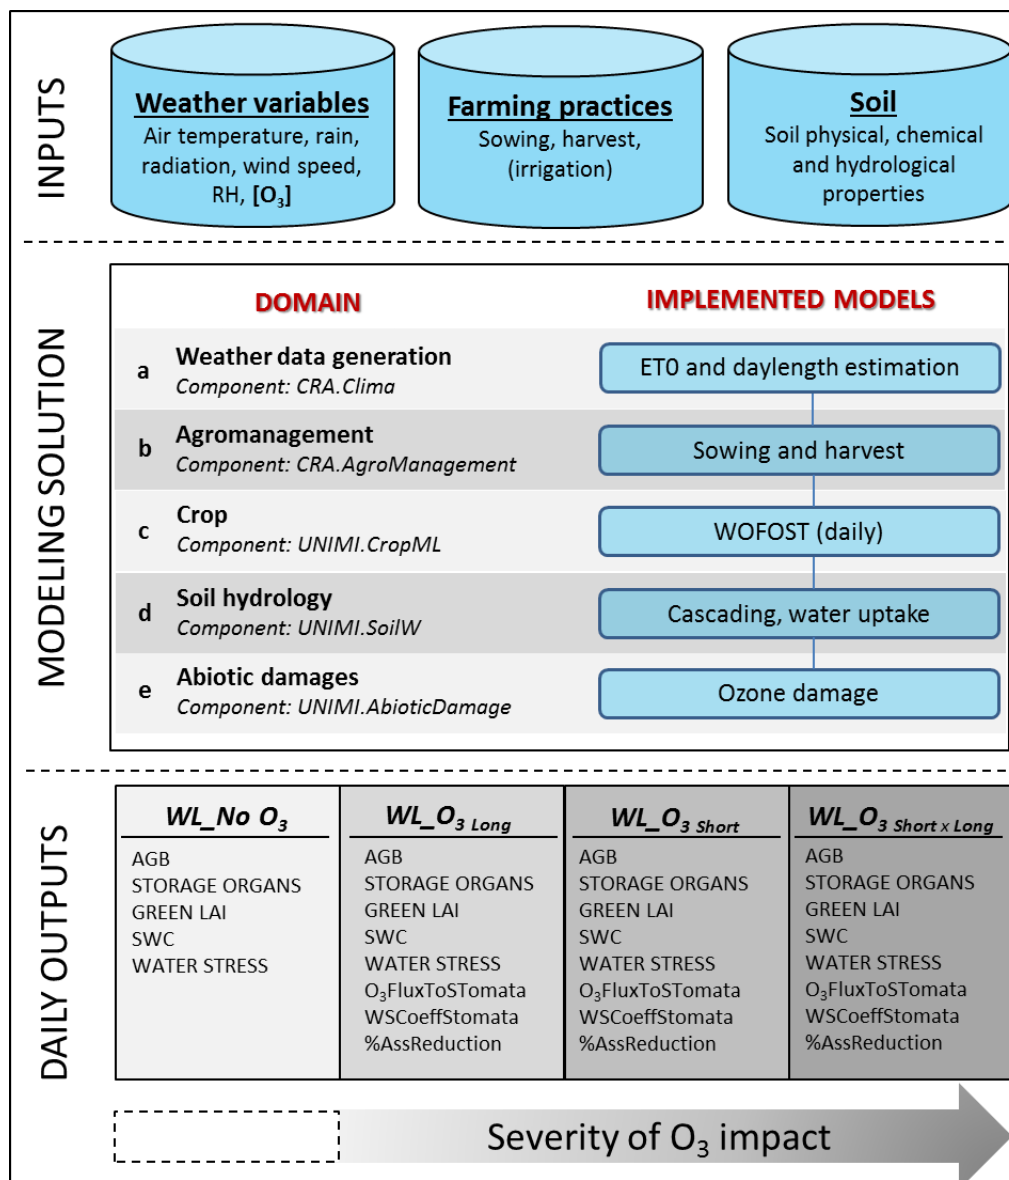 INPUTS
Weather variables
Air temperature, rain,
radiation, wind speed,
RH, [O₃]
Farming practices
Sowing, harvest,
(irrigation)
Soil
Soil physical, chemical
and hydrological
properties
MODELING SOLUTION
DOMAIN
IMPLEMENTED MODELS
a
Weather data generation
Component: CRA.Clima
ET0 and daylength estimation
b
Agromanagement
Component: CRA.AgroManagement
Sowing and harvest
c
Crop
Component: UNIMI.CropML
WOFOST (daily)
d
Soil hydrology
Component: UNIMI.SoilW
Cascading, water uptake
e
Abiotic damages
Component: UNIMI.AbioticDamage
Ozone damage
DAILY OUTPUTS
WL_No O₃
AGB
STORAGE ORGANS
GREEN LAI
SWC
WATER STRESS
WL_O₃ Long
AGB
STORAGE ORGANS
GREEN LAI
SWC
WATER STRESS
O₃FluxToSTomata
WSCoeffStomata
%AssReduction
WL_O₃ Short
AGB
STORAGE ORGANS
GREEN LAI
SWC
WATER STRESS
O₃FluxToSTomata
WSCoeffStomata
%AssReduction
WL_O₃ Short x Long
AGB
STORAGE ORGANS
GREEN LAI
SWC
WATER STRESS
O₃FluxToSTomata
WSCoeffStomata
%AssReduction
Severity of O₃ impact